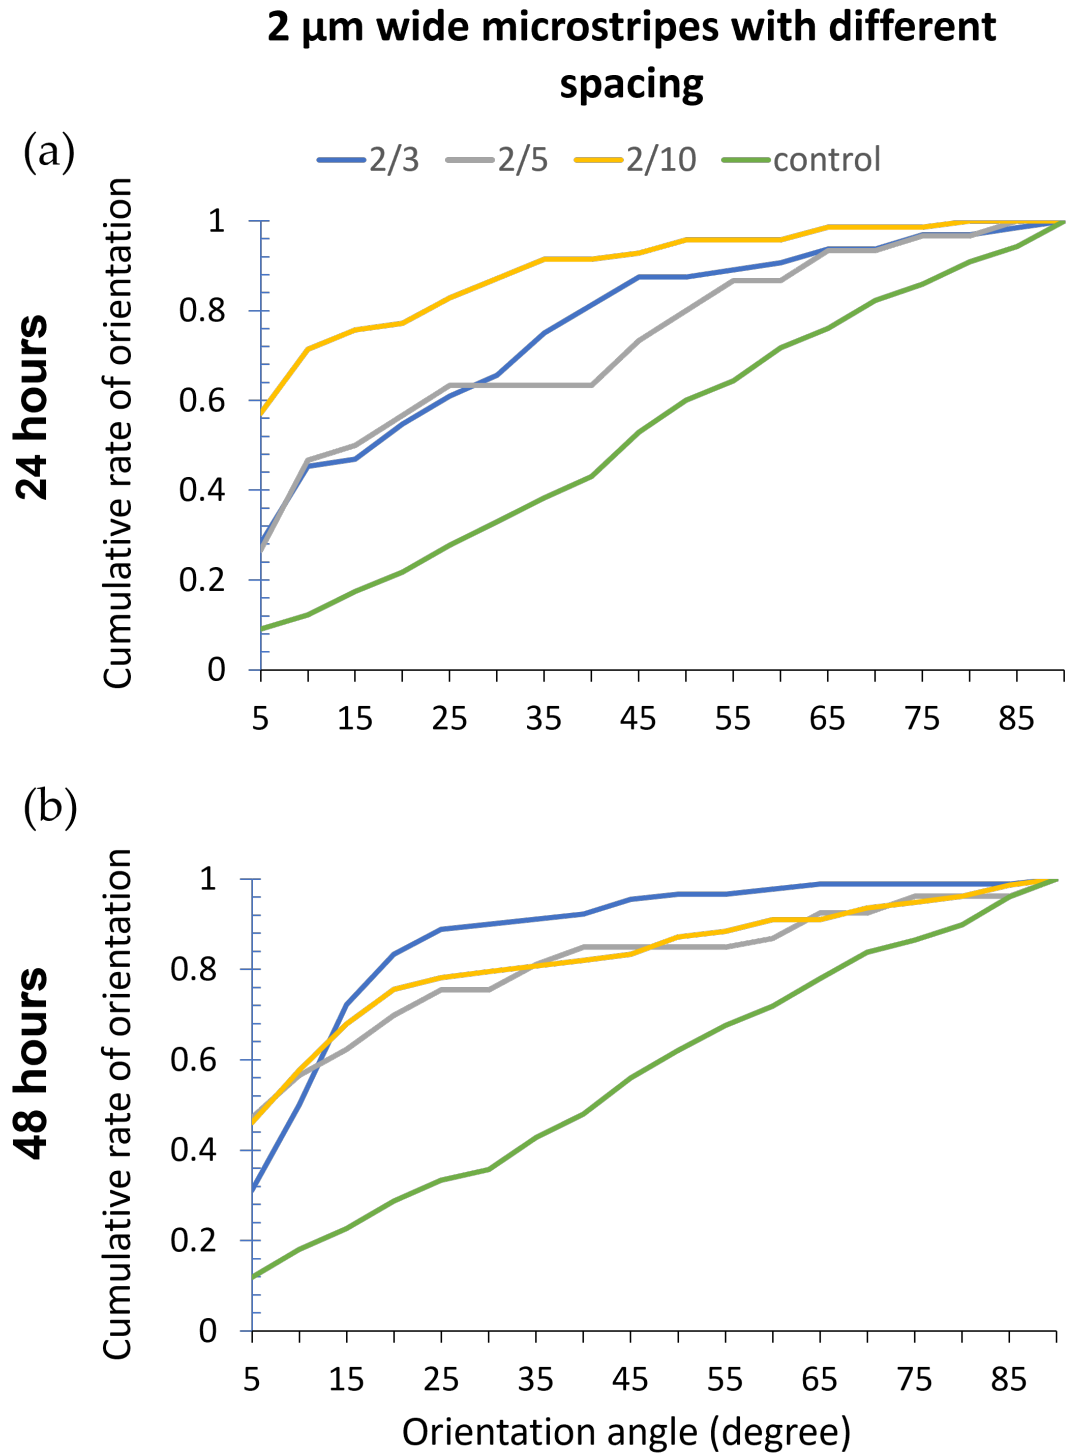 2 µm wide microstripes with different
spacing
(a)
2/3 2/5 2/10 control
24 hours
Cumulative rate of orientation
1
0.8
0.6
0.4
0.2
0
5 15 25 35 45 55 65 75 85
(b)
48 hours
Cumulative rate of orientation
1
0.8
0.6
0.4
0.2
0
5 15 25 35 45 55 65 75 85
Orientation angle (degree)